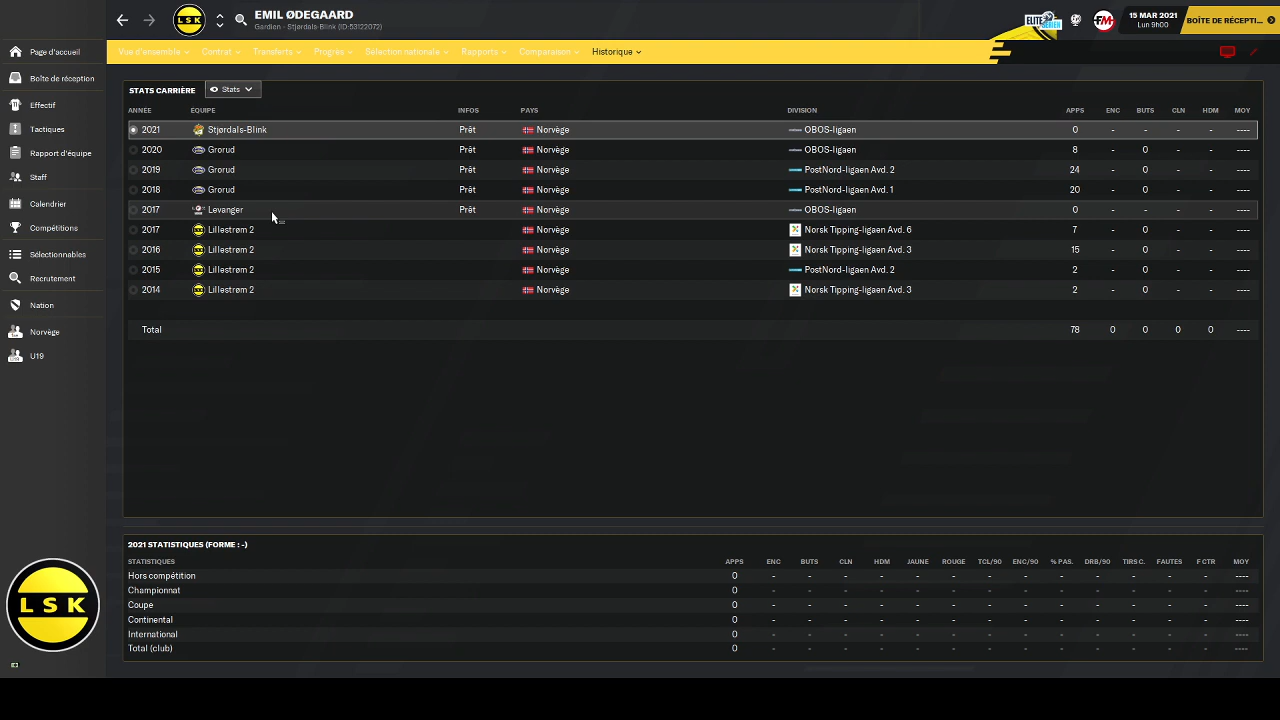 EMIL ØDEGAARD
Gardien - Stjørdals-Blink (ID:53122072)
LSK
ELITE SERIEN
FM
15 MAR 2021
Lun 9h00
BOÎTE DE RÉCEPTI...
Page d'accueil
Boîte de réception
Effectif
Tactiques
Rapport d'équipe
Staff
Calendrier
Compétitions
Sélectionnables
Recrutement
Nation
Norvège
U19
Vue d'ensemble Contrat Transferts Progrès Sélection nationale Rapports Comparaison Historique
STATS CARRIÈRE Stats
ANNÉE ÉQUIPE INFOS PAYS DIVISION APPS ENC BUTS CLN HDM MOY
2021 Stjørdals-Blink Prêt Norvège OBOS-ligaen 0 - - - - ----
2020 Grorud Prêt Norvège OBOS-ligaen 8 - 0 - - ----
2019 Grorud Prêt Norvège PostNord-ligaen Avd. 2 24 - 0 - - ----
2018 Grorud Prêt Norvège PostNord-ligaen Avd. 1 20 - 0 - - ----
2017 Levanger Prêt Norvège OBOS-ligaen 0 - 0 - - ----
2017 Lillestrøm 2 Norvège Norsk Tipping-ligaen Avd. 6 7 - 0 - - ----
2016 Lillestrøm 2 Norvège Norsk Tipping-ligaen Avd. 3 15 - 0 - - ----
2015 Lillestrøm 2 Norvège PostNord-ligaen Avd. 2 2 - 0 - - ----
2014 Lillestrøm 2 Norvège Norsk Tipping-ligaen Avd. 3 2 - 0 - - ----
Total 78 0 0 0 0 ----
2021 STATISTIQUES (FORME : -)
STATISTIQUES APPS ENC BUTS CLN HDM JAUNE ROUGE TCL/90 ENC/90 % PAS. DRB/90 TIRS C. FAUTES F CTR MOY
Hors compétition 0 - - - - - - - - - - - - - ----
Championnat 0 - - - - - - - - - - - - - ----
Coupe 0 - - - - - - - - - - - - - ----
Continental 0 - - - - - - - - - - - - - ----
International 0 - - - - - - - - - - - - - ----
Total (club) 0 - - - - - - - - - - - - - ----
LSK